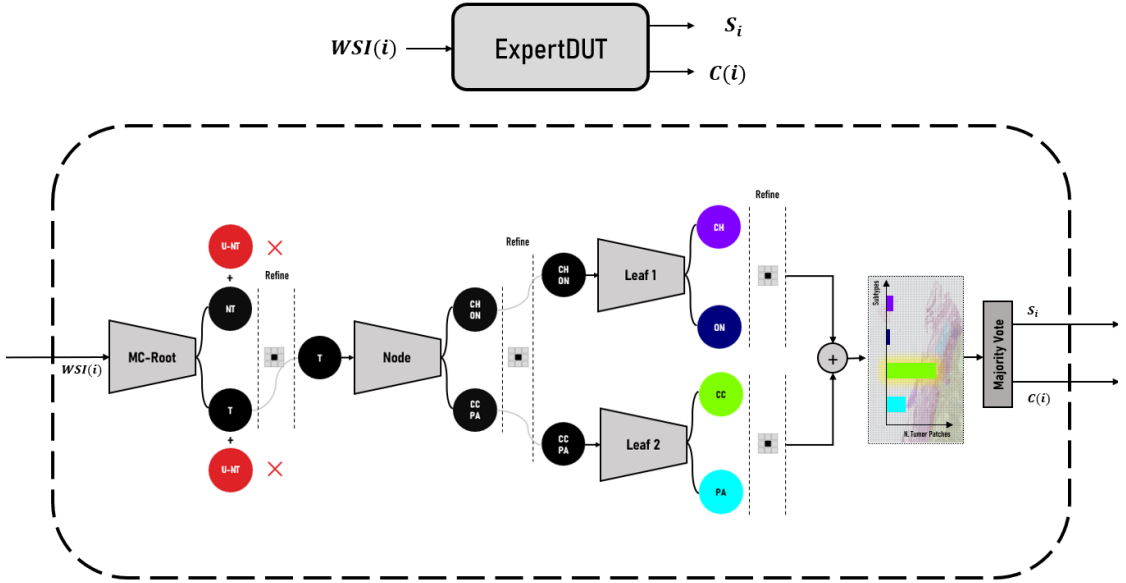 WSI(i)
ExpertDUT
S_i
C(i)
U-NT
+
NT
Refine
MC-Root
WSI(i)
T
+
U-NT
T
Node
CH
ON
CC
PA
Refine
CH
ON
CC
PA
Leaf 1
Leaf 2
CH
ON
CC
PA
Refine
+
Subtypes
N. Tumor Patches
Majority Vote
S_i
C(i)